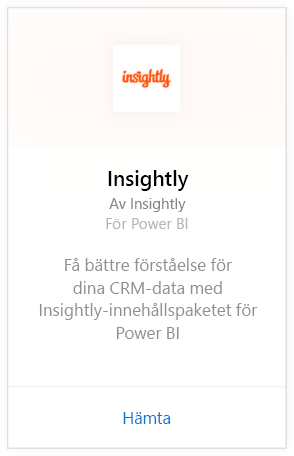 insightly
Insightly
Av Insightly
För Power BI
Få bättre förståelse för
dina CRM-data med
Insightly-innehållspaketet för
Power BI
Hämta